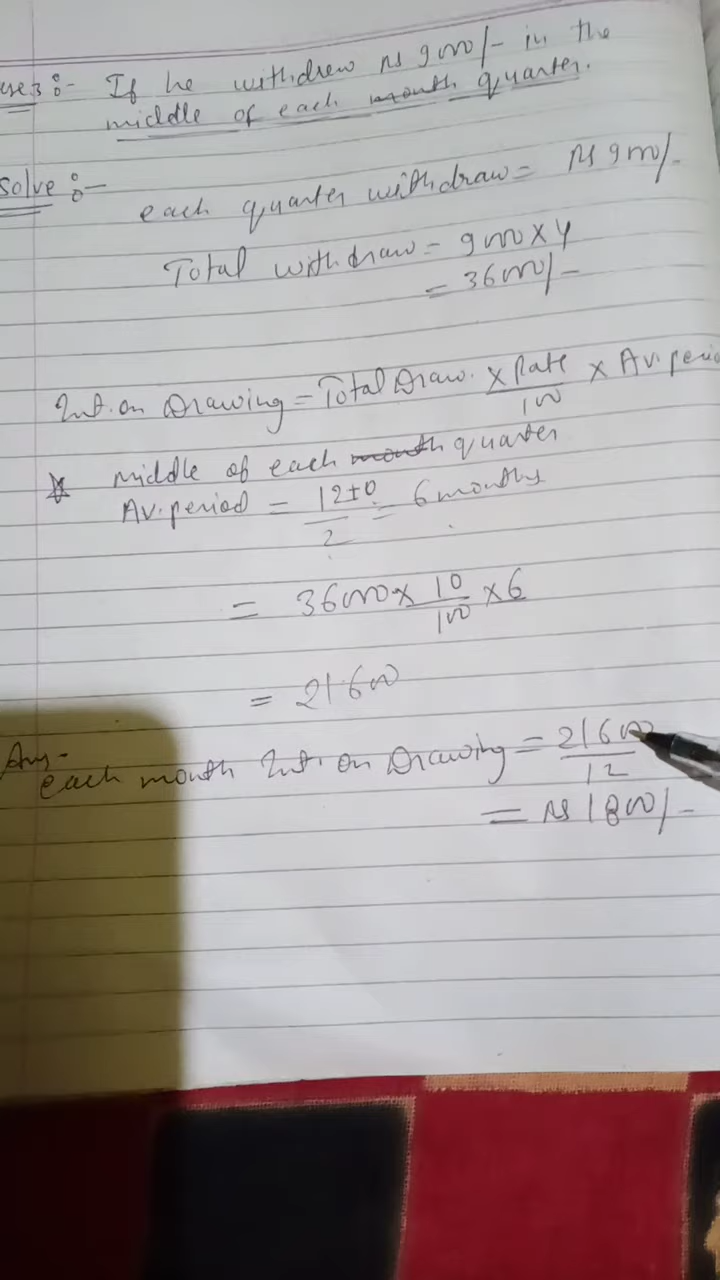 If he withdrew Rs 9000/- in the
middle of each month quarter.
Solve :-
each quarter withdraw = Rs 9000/-
Total withdraw = 9000 x 4
= 36000/-
Int. on Drawing = Total Draw. x Rate/100 x Av. perio
* middle of each month quarter
Av. period = 12+0/2 = 6 months
= 36000 x 10/100 x 6
= 21600
Ans -
each month Int. on Drawing = 21600/12
= Rs 1800/-